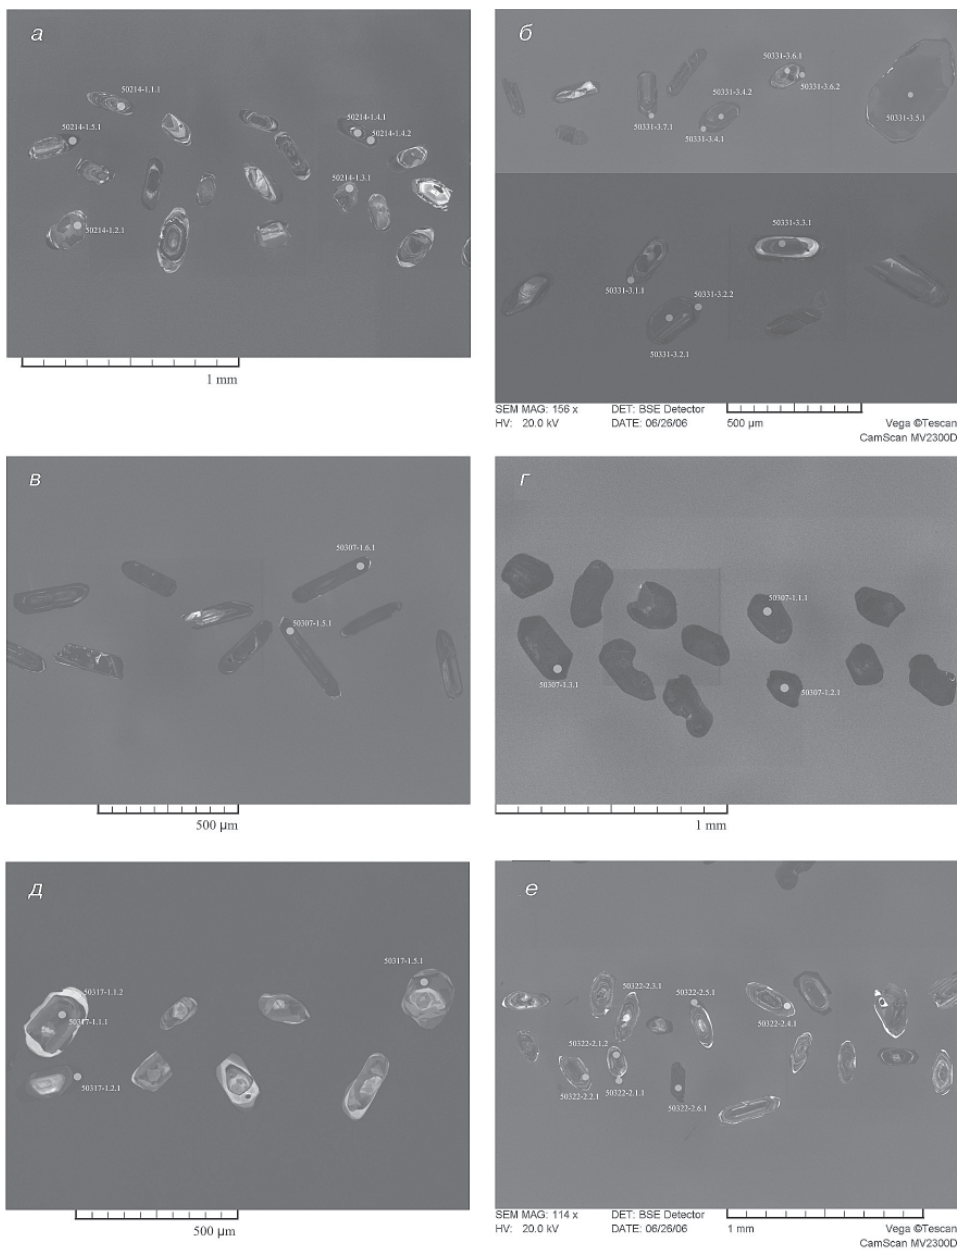 а
50214-1.1.1
50214-1.5.1
50214-1.4.1
50214-1.4.2
50214-1.3.1
50214-1.2.1
1 mm
б
50331-3.6.1
50331-3.6.2
50331-3.4.2
50331-3.5.1
50331-3.7.1
50331-3.4.1
50331-3.3.1
50331-3.1.1
50331-3.2.2
50331-3.2.1
SEM MAG: 156 x DET: BSE Detector
HV: 20.0 kV DATE: 06/26/06 500 µm Vega ©Tescan
CamScan MV2300D
в
50307-1.6.1
50307-1.5.1
500 µm
г
50307-1.1.1
50307-1.3.1
50307-1.2.1
1 mm
д
50317-1.5.1
50317-1.1.2
50317-1.1.1
50317-1.2.1
500 µm
е
50322-2.3.1
50322-2.5.1
50322-2.4.1
50322-2.1.2
50322-2.2.1
50322-2.1.1
50322-2.6.1
SEM MAG: 114 x DET: BSE Detector
HV: 20.0 kV DATE: 06/26/06 1 mm Vega ©Tescan
CamScan MV2300D